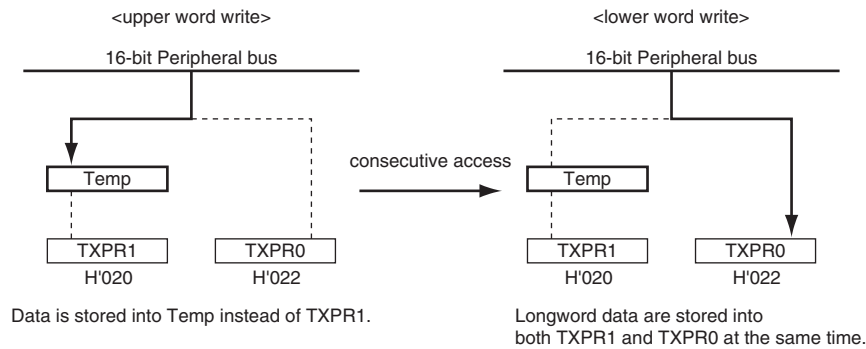 <upper word write>
16-bit Peripheral bus
Temp
TXPR1
TXPR0
H'020
H'022
Data is stored into Temp instead of TXPR1.
consecutive access
<lower word write>
16-bit Peripheral bus
Temp
TXPR1
TXPR0
H'020
H'022
Longword data are stored into
both TXPR1 and TXPR0 at the same time.